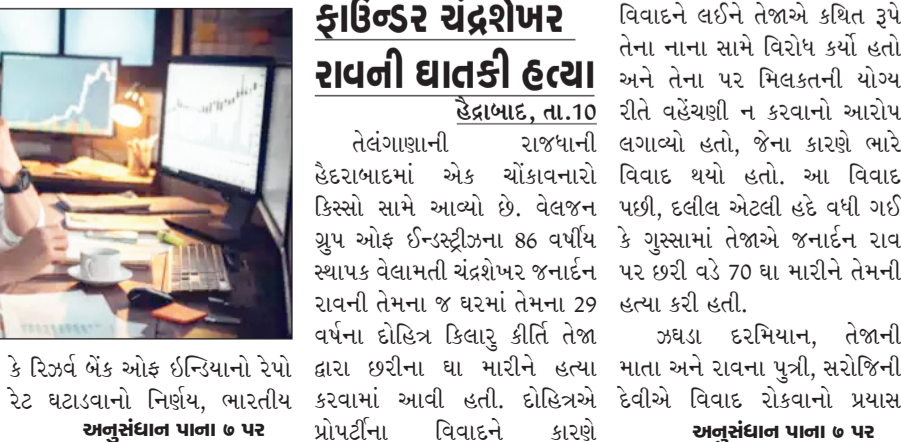 કે રિઝર્વ બેંક ઓફ ઇન્ડિયાનો રેપો
રેટ ઘટાડવાનો નિર્ણય, ભારતીય
અનુસંધાન પાના ૭ પર
ફાઉન્ડર ચંદ્રશેખર
રાવની ઘાતકી હત્યા
હૈદ્રાબાદ, તા.10
તેલંગાણાની રાજધાની
હૈદરાબાદમાં એક ચોંકાવનારો
કિસ્સો સામે આવ્યો છે. વેલજન
ગ્રુપ ઓફ ઈન્ડસ્ટ્રીઝના 86 વર્ષીય
સ્થાપક વેલામતી ચંદ્રશેખર જનાર્દન
રાવની તેમના જ ઘરમાં તેમના 29
વર્ષના દોહિત્ર કિલારુ કીર્તિ તેજા
દ્વારા છરીના ઘા મારીને હત્યા
કરવામાં આવી હતી. દોહિત્રએ
પ્રોપર્ટીના વિવાદને કારણે
વિવાદને લઈને તેજાએ કથિત રૂપે
તેના નાના સામે વિરોધ કર્યો હતો
અને તેના પર મિલકતની યોગ્ય
રીતે વહેંચણી ન કરવાનો આરોપ
લગાવ્યો હતો, જેના કારણે ભારે
વિવાદ થયો હતો. આ વિવાદ
પછી, દલીલ એટલી હદે વધી ગઈ
કે ગુસ્સામાં તેજાએ જનાર્દન રાવ
પર છરી વડે 70 ઘા મારીને તેમની
હત્યા કરી હતી.
ઝઘડા દરમિયાન, તેજાની
માતા અને રાવના પુત્રી, સરોજિની
દેવીએ વિવાદ રોકવાનો પ્રયાસ
અનુસંધાન પાના ૭ પર